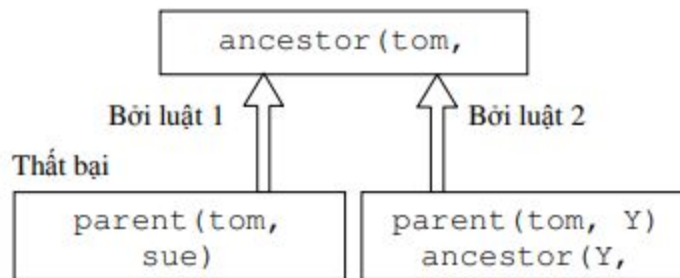 ancestor(tom,
Bởi luật 1
Bởi luật 2
Thất bại
parent(tom,
sue)
parent(tom, Y)
ancestor(Y,